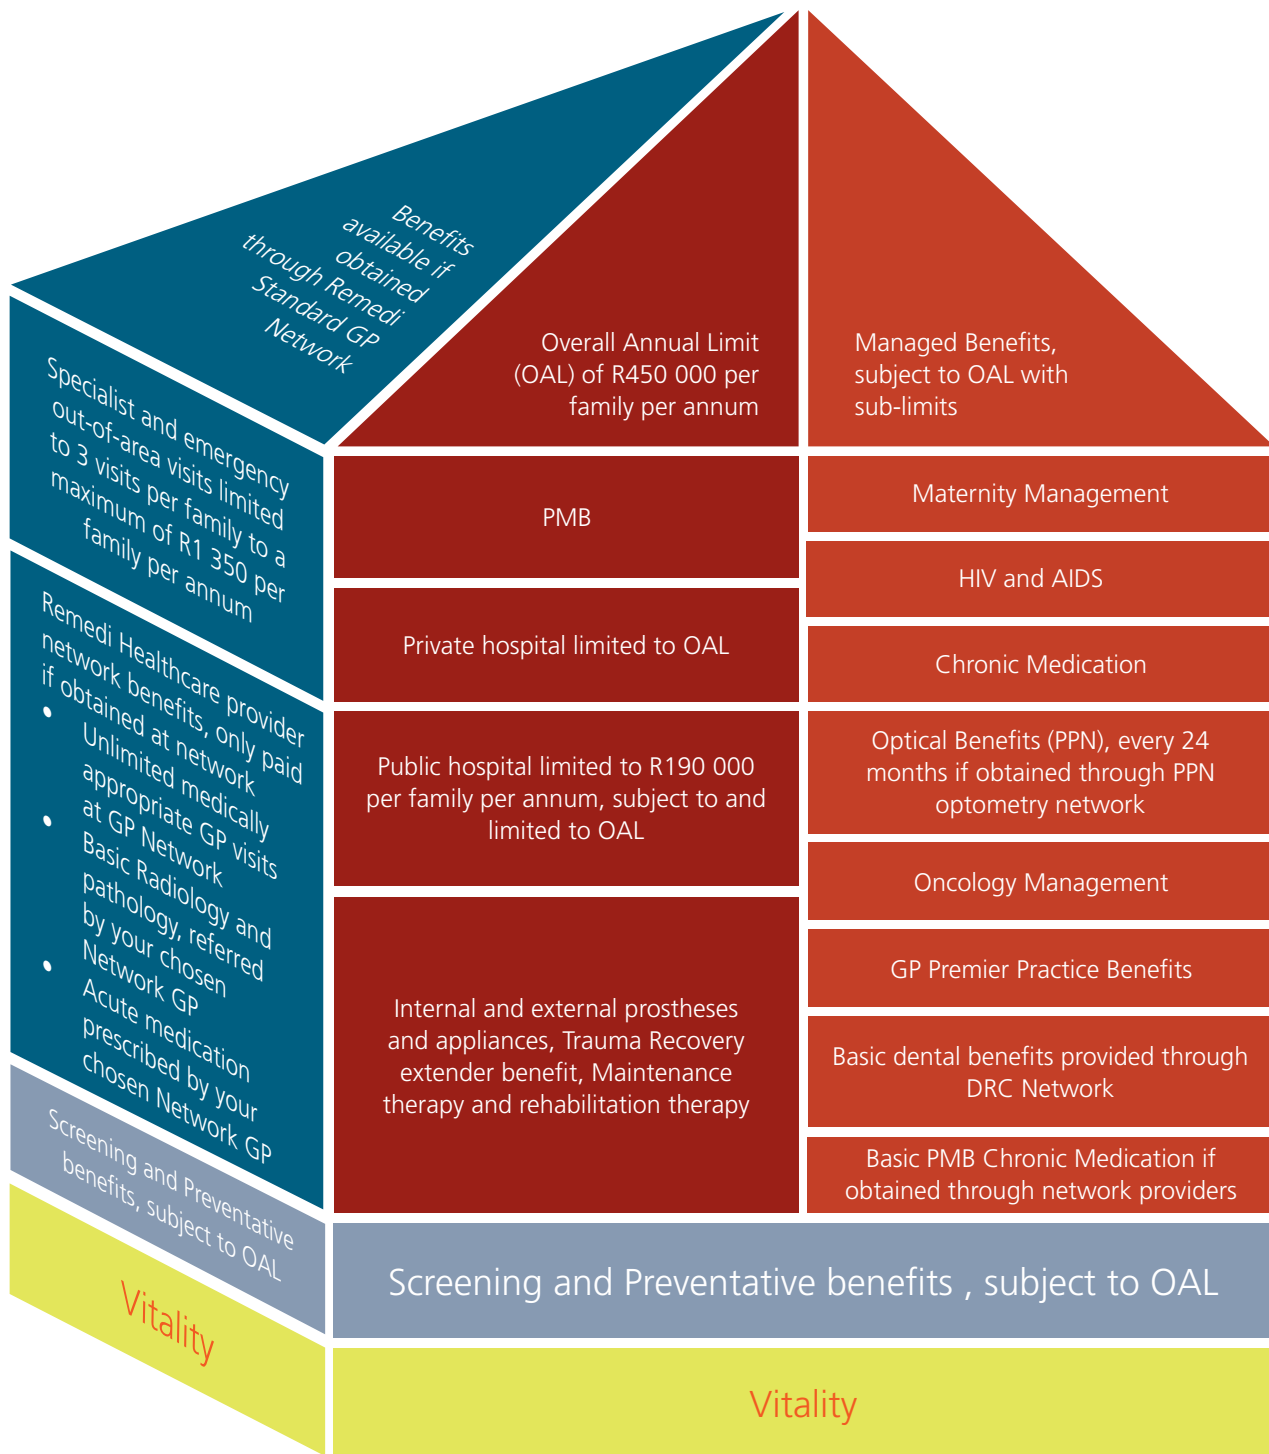 Benefits
available if
obtained
through Remedi
Standard GP
Network
Specialist and emergency
out-of-area visits limited
to 3 visits per family to a
maximum of R1 350 per
family per annum
Remedi Healthcare provider
network benefits, only paid
if obtained at network
• Unlimited medically
appropriate GP visits
at GP Network
• Basic Radiology and
pathology, referred
by your chosen
Network GP
• Acute medication
prescribed by your
chosen Network GP
Screening and Preventative
benefits, subject to OAL
Vitality
Overall Annual Limit
(OAL) of R450 000 per
family per annum
PMB
Private hospital limited to OAL
Public hospital limited to R190 000
per family per annum, subject to and
limited to OAL
Internal and external prostheses
and appliances, Trauma Recovery
extender benefit, Maintenance
therapy and rehabilitation therapy
Managed Benefits,
subject to OAL with
sub-limits
Maternity Management
HIV and AIDS
Chronic Medication
Optical Benefits (PPN), every 24
months if obtained through PPN
optometry network
Oncology Management
GP Premier Practice Benefits
Basic dental benefits provided through
DRC Network
Basic PMB Chronic Medication if
obtained through network providers
Screening and Preventative benefits , subject to OAL
Vitality